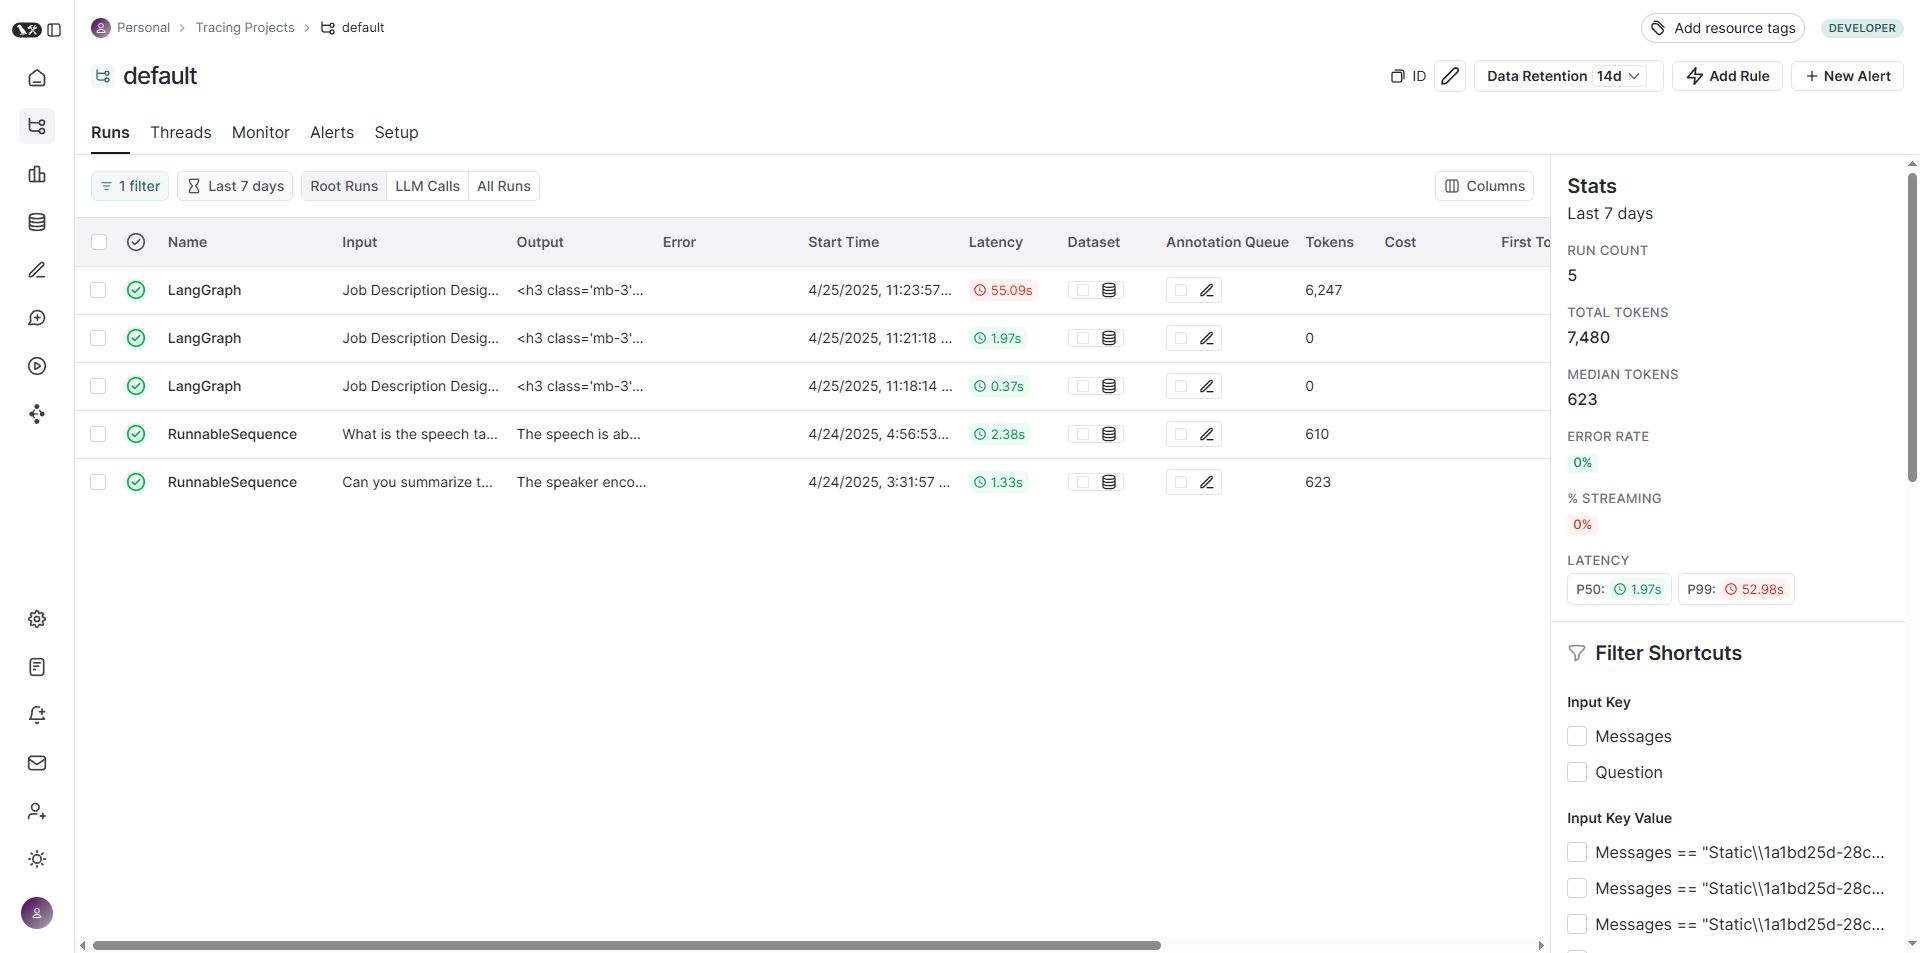 Personal > Tracing Projects > default
Add resource tags
DEVELOPER
default
ID
Data Retention 14d
Add Rule
+ New Alert
Runs Threads Monitor Alerts Setup
1 filter
Last 7 days
Root Runs LLM Calls All Runs
Columns
Name Input Output Error Start Time Latency Dataset Annotation Queue Tokens Cost First To
LangGraph Job Description Desig... <h3 class='mb-3'... 4/25/2025, 11:23:57... 55.09s 6,247
LangGraph Job Description Desig... <h3 class='mb-3'... 4/25/2025, 11:21:18 ... 1.97s 0
LangGraph Job Description Desig... <h3 class='mb-3'... 4/25/2025, 11:18:14 ... 0.37s 0
RunnableSequence What is the speech ta... The speech is ab... 4/24/2025, 4:56:53... 2.38s 610
RunnableSequence Can you summarize t... The speaker enco... 4/24/2025, 3:31:57 ... 1.33s 623
Stats
Last 7 days
RUN COUNT
5
TOTAL TOKENS
7,480
MEDIAN TOKENS
623
ERROR RATE
0%
% STREAMING
0%
LATENCY
P50: 1.97s P99: 52.98s
Filter Shortcuts
Input Key
Messages
Question
Input Key Value
Messages == "Static\\1a1bd25d-28c...
Messages == "Static\\1a1bd25d-28c...
Messages == "Static\\1a1bd25d-28c...